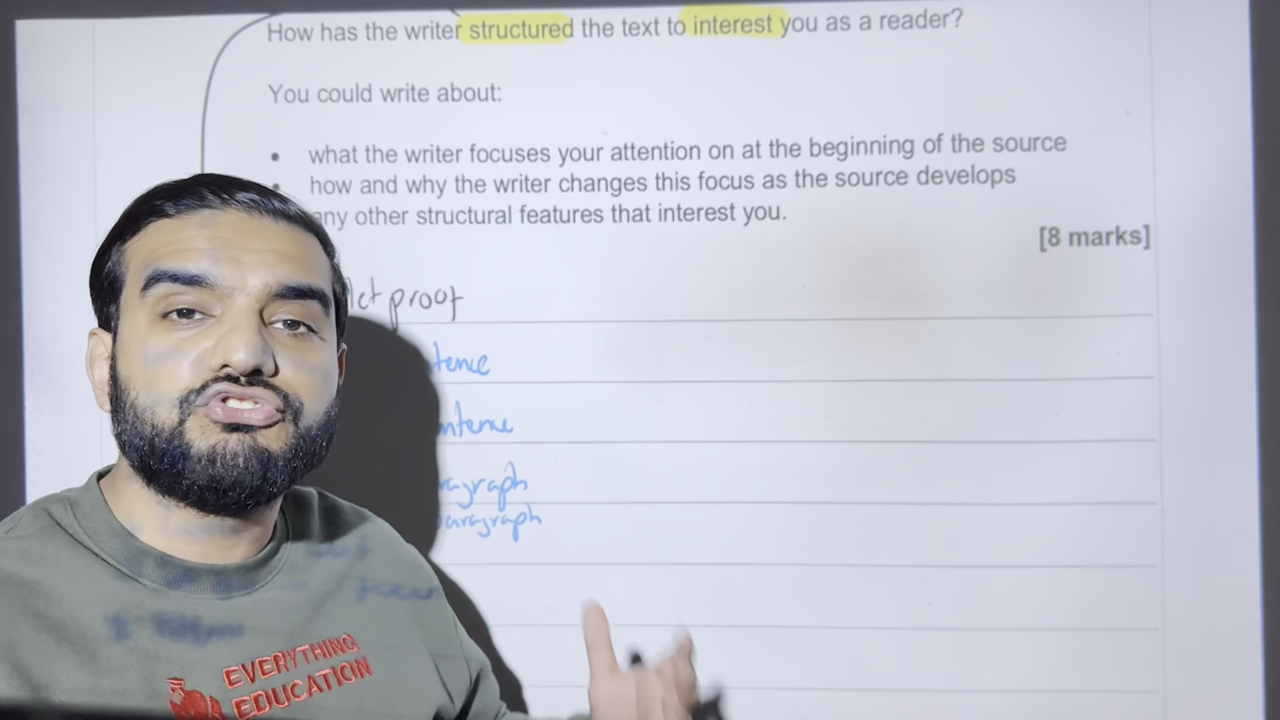 How has the writer structured the text to interest you as a reader?
You could write about:
• what the writer focuses your attention on at the beginning of the source
• how and why the writer changes this focus as the source develops
any other structural features that interest you.
[8 marks]
proof
EVERYTHING
EDUCATION